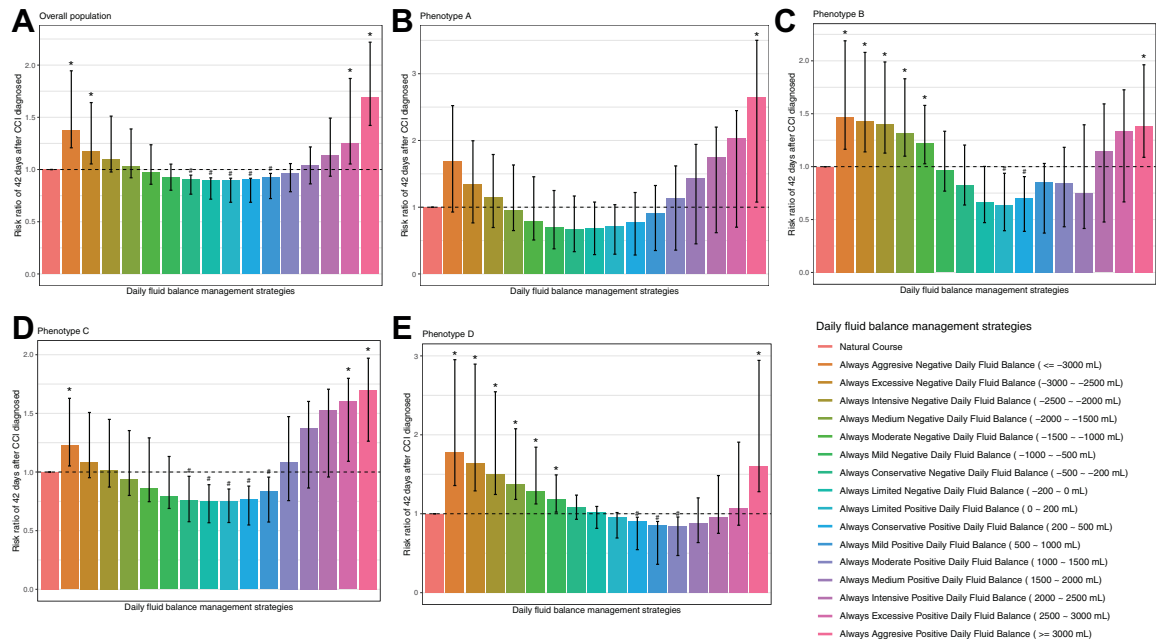 A
Overall population
Risk ratio of 42 days after CCI diagnosed
2.0
1.5
1.0
0.5
0.0
* * # # # # # * *
Daily fluid balance management strategies
B
Phenotype A
Risk ratio of 42 days after CCI diagnosed
3
2
1
0
*
Daily fluid balance management strategies
C
Phenotype B
Risk ratio of 42 days after CCI diagnosed
2.0
1.5
1.0
0.5
0.0
* * * * * # # *
Daily fluid balance management strategies
D
Phenotype C
Risk ratio of 42 days after CCI diagnosed
2.0
1.5
1.0
0.5
0.0
* # # # # # * *
Daily fluid balance management strategies
E
Phenotype D
Risk ratio of 42 days after CCI diagnosed
3
2
1
0
* * * * * * # # # *
Daily fluid balance management strategies
Daily fluid balance management strategies
Natural Course
Always Aggresive Negative Daily Fluid Balance ( <= −3000 mL)
Always Excessive Negative Daily Fluid Balance (−3000 ~ −2500 mL)
Always Intensive Negative Daily Fluid Balance ( −2500 ~ −2000 mL)
Always Medium Negative Daily Fluid Balance ( −2000 ~ −1500 mL)
Always Moderate Negative Daily Fluid Balance ( −1500 ~ −1000 mL)
Always Mild Negative Daily Fluid Balance ( −1000 ~ −500 mL)
Always Conservative Negative Daily Fluid Balance ( −500 ~ −200 mL)
Always Limited Negative Daily Fluid Balance ( −200 ~ 0 mL)
Always Limited Positive Daily Fluid Balance ( 0 ~ 200 mL)
Always Conservative Positive Daily Fluid Balance ( 200 ~ 500 mL)
Always Mild Positive Daily Fluid Balance ( 500 ~ 1000 mL)
Always Moderate Positive Daily Fluid Balance ( 1000 ~ 1500 mL)
Always Medium Positive Daily Fluid Balance ( 1500 ~ 2000 mL)
Always Intensive Positive Daily Fluid Balance ( 2000 ~ 2500 mL)
Always Excessive Positive Daily Fluid Balance ( 2500 ~ 3000 mL)
Always Aggresive Positive Daily Fluid Balance ( >= 3000 mL)